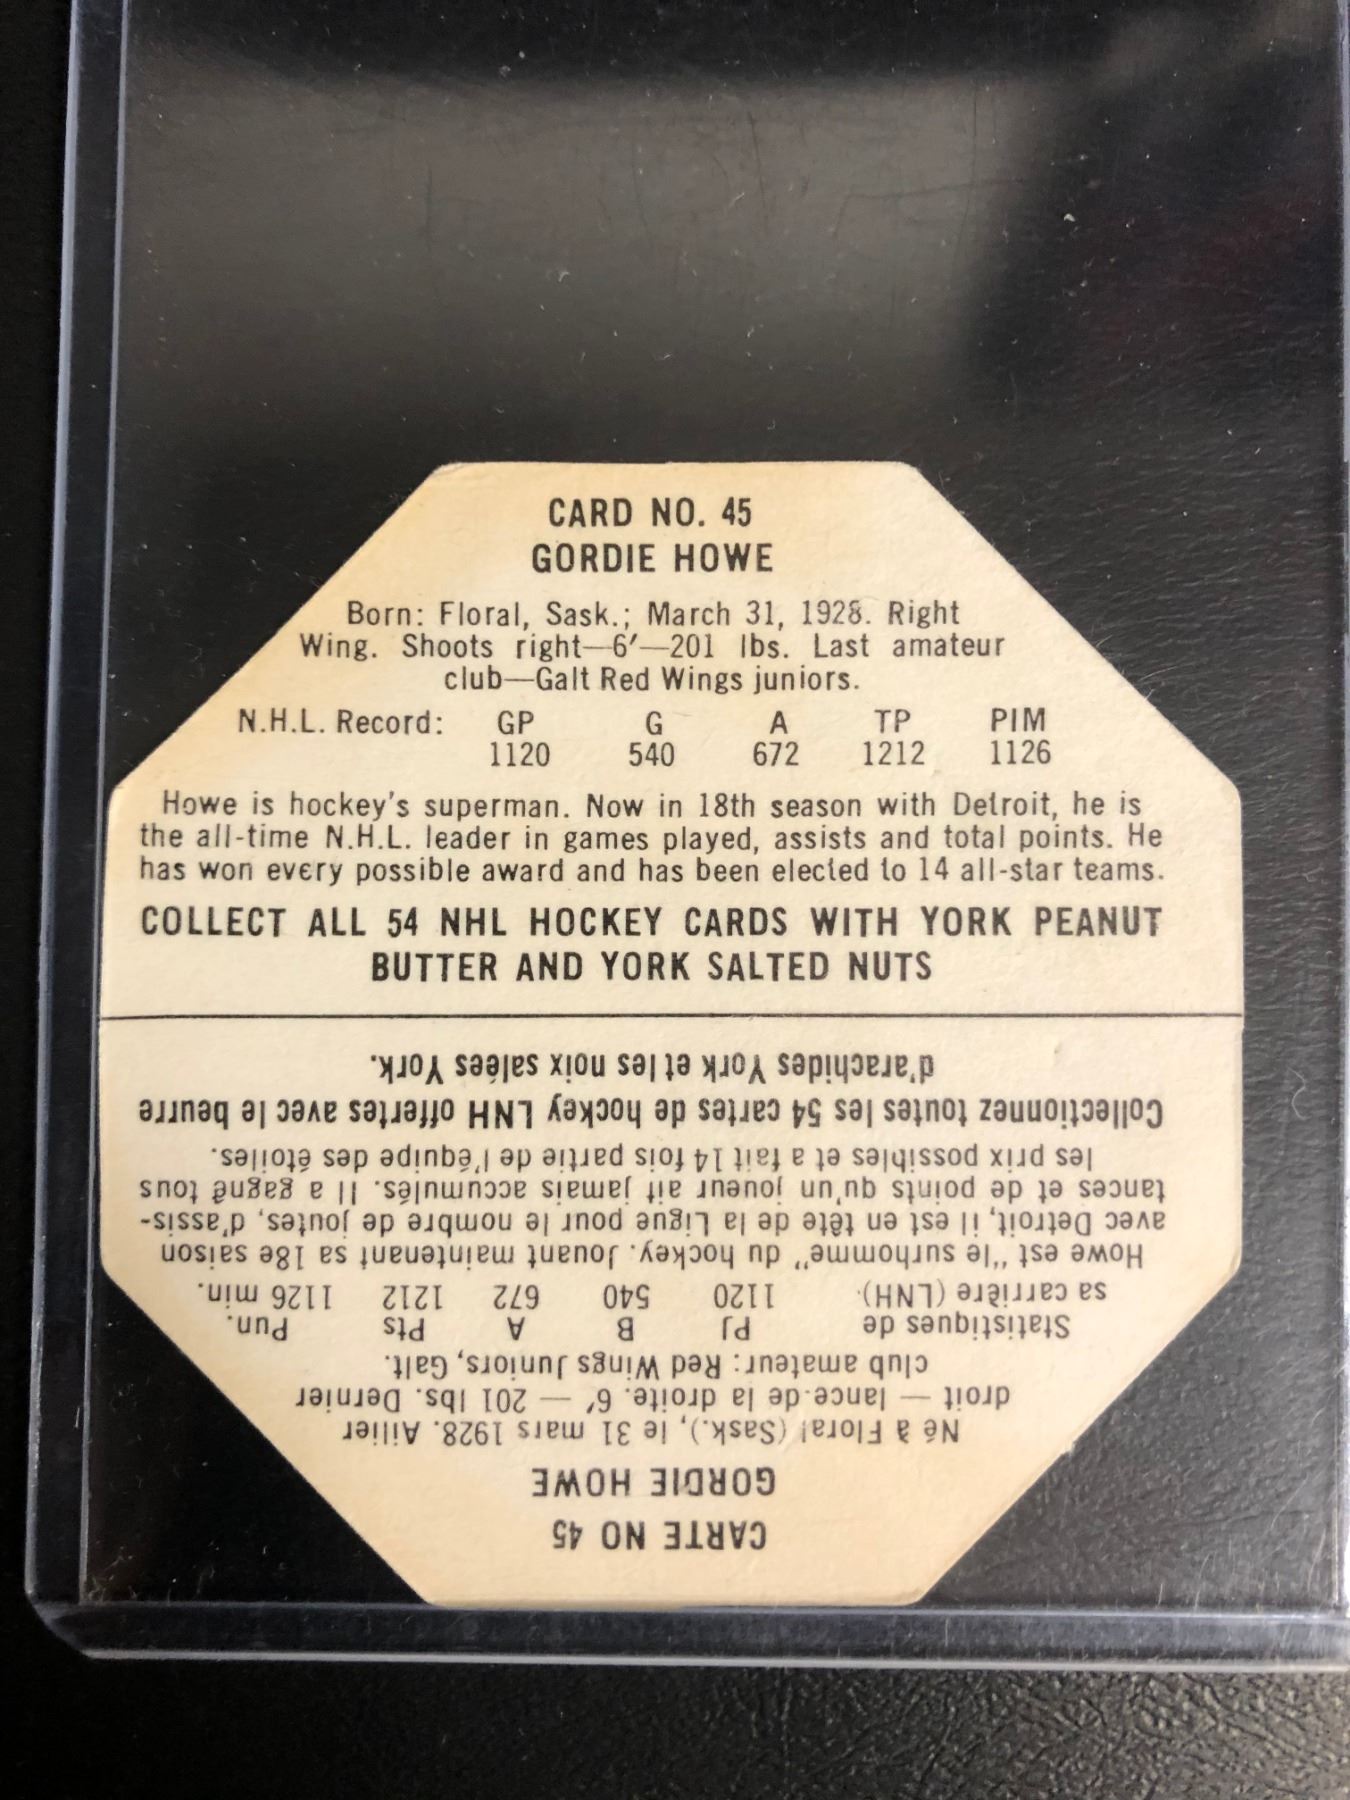 CARD NO. 45
GORDIE HOWE
Born: Floral, Sask.; March 31, 1928. Right
Wing. Shoots right—6′—201 lbs. Last amateur
club—Galt Red Wings juniors.
N.H.L. Record: GP G A TP PIM
1120 540 672 1212 1126
Howe is hockey's superman. Now in 18th season with Detroit, he is
the all-time N.H.L. leader in games played, assists and total points. He
has won every possible award and has been elected to 14 all-star teams.
COLLECT ALL 54 NHL HOCKEY CARDS WITH YORK PEANUT
BUTTER AND YORK SALTED NUTS
CARTE NO 45
GORDIE HOWE
Né à Floral (Sask.), le 31 mars 1928. Ailier
droit — lance de la droite. 6′ — 201 lbs. Dernier
club amateur: Red Wings Juniors, Galt.
Statistiques de PJ B A Pts Pun.
sa carrière (LNH) 1120 540 672 1212 1126 min.
Howe est "le surhomme" du hockey. Jouant maintenant sa 18e saison
avec Detroit, il est en tête de la Ligue pour le nombre de joutes, d'assis-
tances et de points qu'un joueur ait jamais accumulés. Il a gagné tous
les prix possibles et a fait 14 fois partie de l'équipe des étoiles.
Collectionnez toutes les 54 cartes de hockey LNH offertes avec le beurre
d'arachides York et les noix salées York.